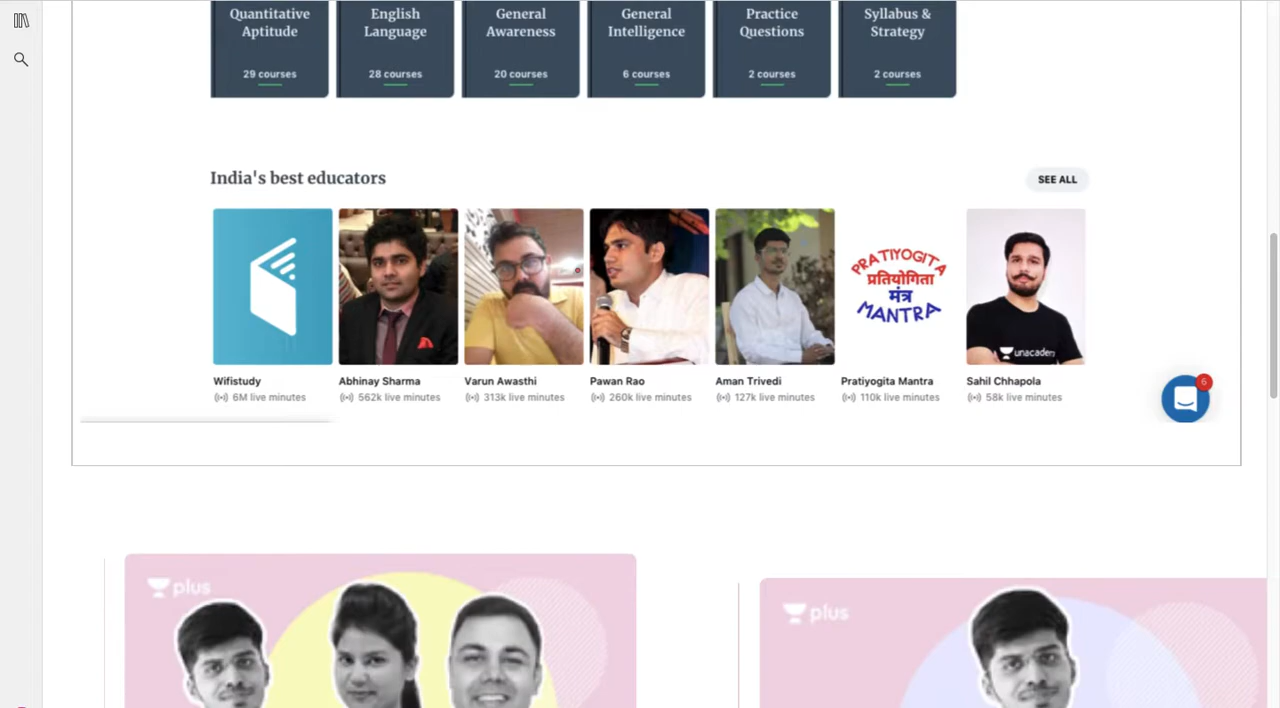 Quantitative
Aptitude
29 courses
English
Language
28 courses
General
Awareness
20 courses
General
Intelligence
6 courses
Practice
Questions
2 courses
Syllabus &
Strategy
2 courses
India's best educators
SEE ALL
PRATIYOGITA
प्रतियोगिता
मंत्र
MANTRA
unacademy
Wifistudy
6M live minutes
Abhinay Sharma
562k live minutes
Varun Awasthi
313k live minutes
Pawan Rao
260k live minutes
Aman Trivedi
127k live minutes
Pratiyogita Mantra
110k live minutes
Sahil Chhapola
58k live minutes
6
plus
plus